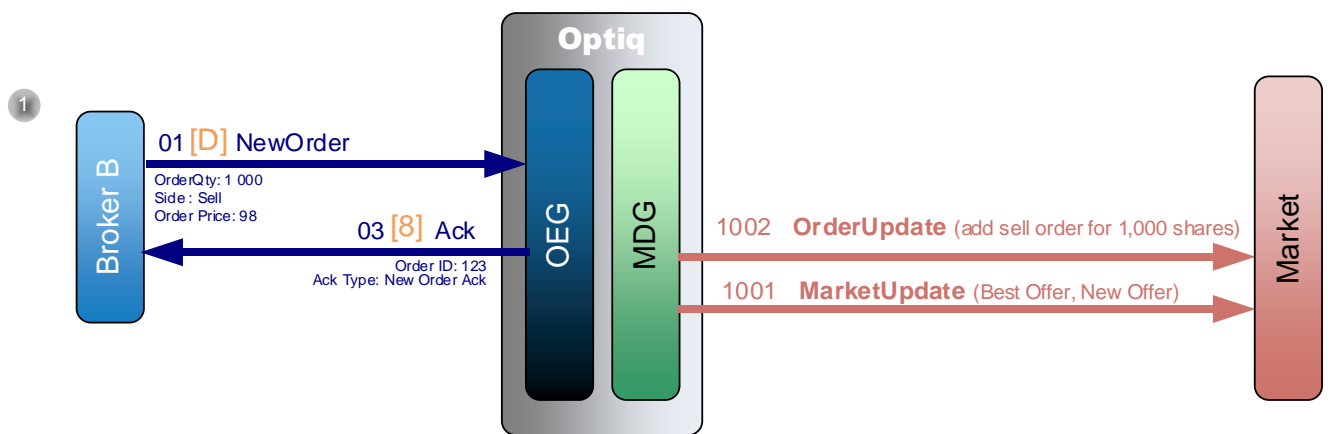 Optiq
1
Broker B
01 [D] NewOrder
OrderQty: 1 000
Side : Sell
Order Price: 98
03 [8] Ack
Order ID: 123
Ack Type: New Order Ack
OEG
MDG
1002 OrderUpdate (add sell order for 1,000 shares)
1001 MarketUpdate (Best Offer, New Offer)
Market